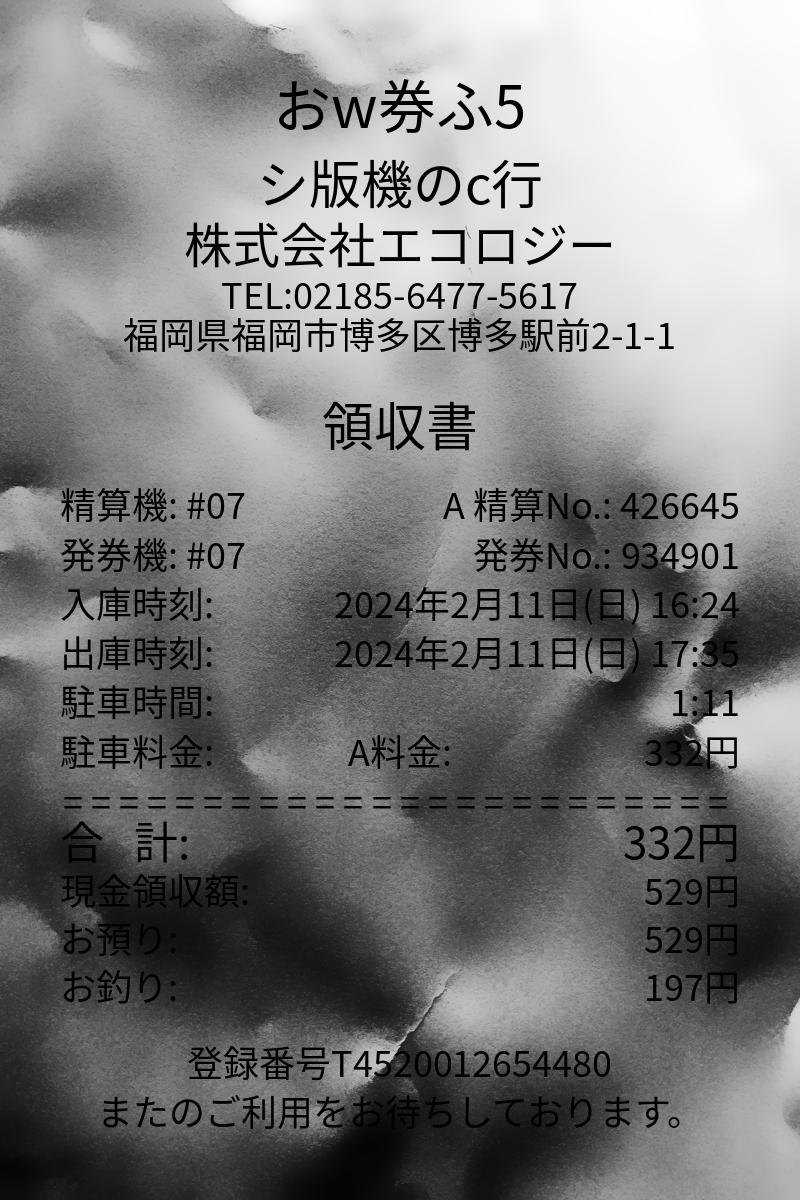 おw券ふ5
シ版機のc行
株式会社エコロジー
TEL:02185-6477-5617
福岡県福岡市博多区博多駅前2-1-1
領収書
精算機: #07 A 精算No.: 426645
発券機: #07 発券No.: 934901
入庫時刻: 2024年2月11日(日) 16:24
出庫時刻: 2024年2月11日(日) 17:35
駐車時間: 1:11
駐車料金: A料金: 332円
========================
合 計: 332円
現金領収額: 529円
お預り: 529円
お釣り: 197円
登録番号T4520012654480
またのご利用をお待ちしております。